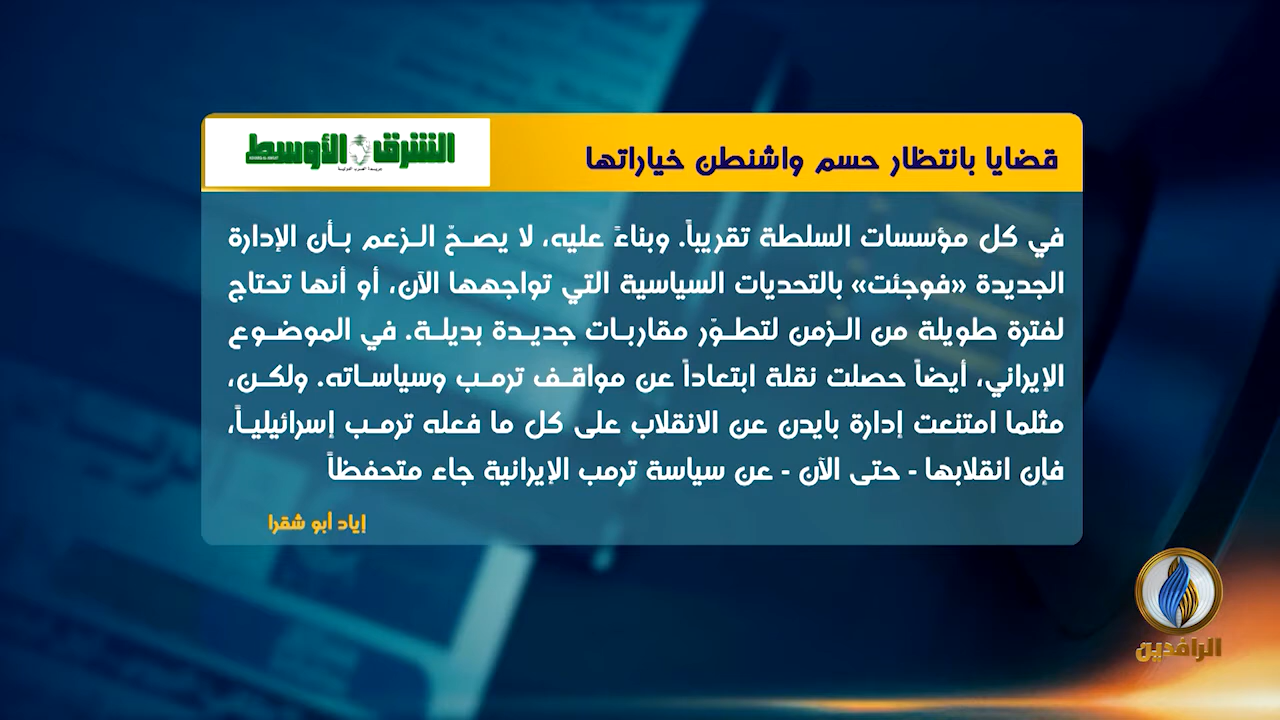 قضايا بانتظار حسم واشنطن خياراتها
الشرق الأوسط
جريدة العرب الدولية
في كل مؤسسات السلطة تقريباً. وبناءً عليه، لا يصحّ الزعم بأن الإدارة
الجديدة «فوجئت» بالتحديات السياسية التي تواجهها الآن، أو أنها تحتاج
لفترة طويلة من الزمن لتطوّر مقاربات جديدة بديلة. في الموضوع
الإيراني، أيضاً حصلت نقلة ابتعاداً عن مواقف ترمب وسياساته. ولكن،
مثلما امتنعت إدارة بايدن عن الانقلاب على كل ما فعله ترمب إسرائيلياً،
فإن انقلابها - حتى الآن - عن سياسة ترمب الإيرانية جاء متحفظاً
إياد أبو شقرا
الرافدين